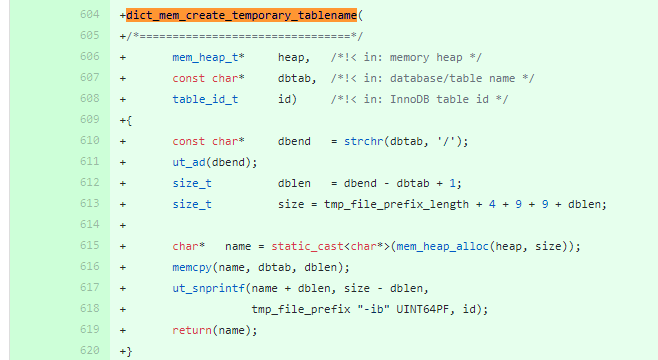 604 +dict_mem_create_temporary_tablename(
605 +/*==============================*/
606 +       mem_heap_t*     heap,   /*!< in: memory heap */
607 +       const char*     dbtab,  /*!< in: database/table name */
608 +       table_id_t      id)     /*!< in: InnoDB table id */
609 +{
610 +       const char*     dbend   = strchr(dbtab, '/');
611 +       ut_ad(dbend);
612 +       size_t          dblen   = dbend - dbtab + 1;
613 +       size_t          size = tmp_file_prefix_length + 4 + 9 + 9 + dblen;
614 +
615 +       char*   name = static_cast<char*>(mem_heap_alloc(heap, size));
616 +       memcpy(name, dbtab, dblen);
617 +       ut_snprintf(name + dblen, size - dblen,
618 +                   tmp_file_prefix "-ib" UINT64PF, id);
619 +       return(name);
620 +}